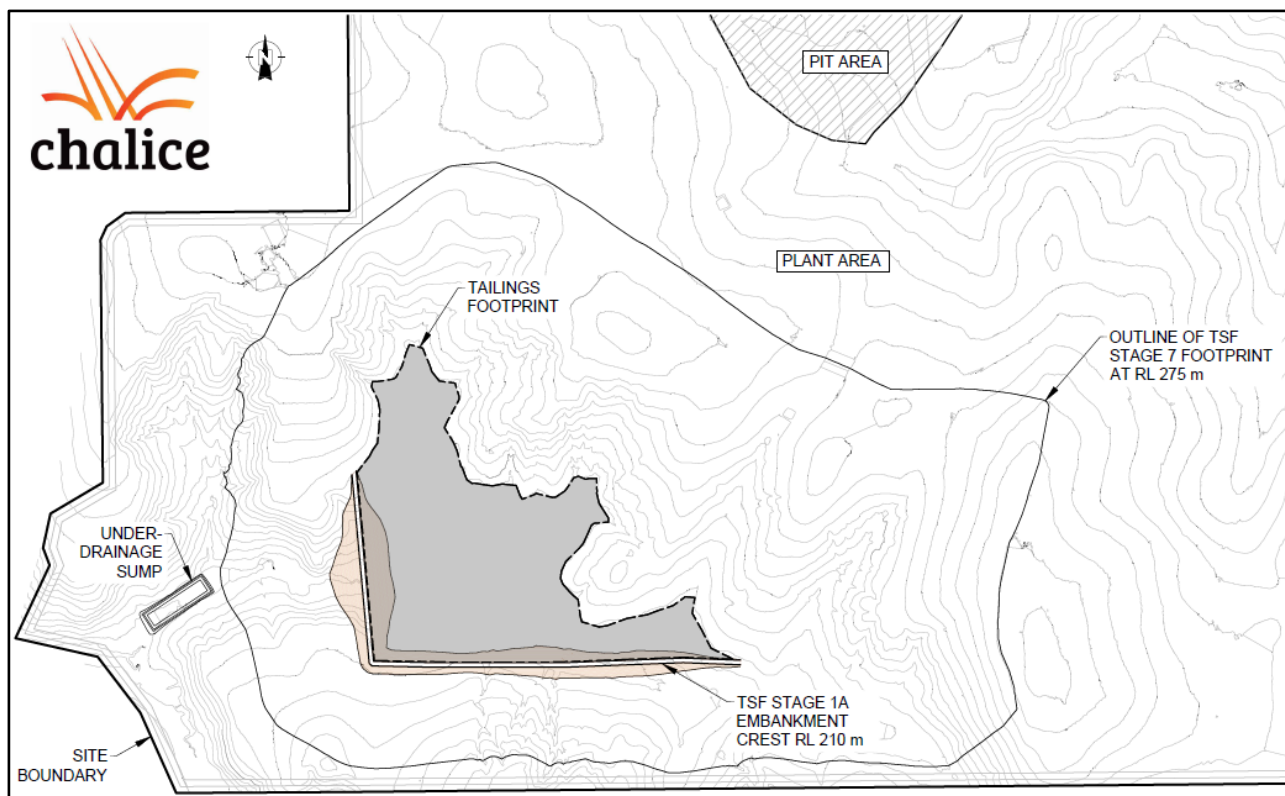 chalice
N
PIT AREA
PLANT AREA
TAILINGS
FOOTPRINT
OUTLINE OF TSF
STAGE 7 FOOTPRINT
AT RL 275 m
UNDER-
DRAINAGE
SUMP
TSF STAGE 1A
EMBANKMENT
CREST RL 210 m
SITE
BOUNDARY